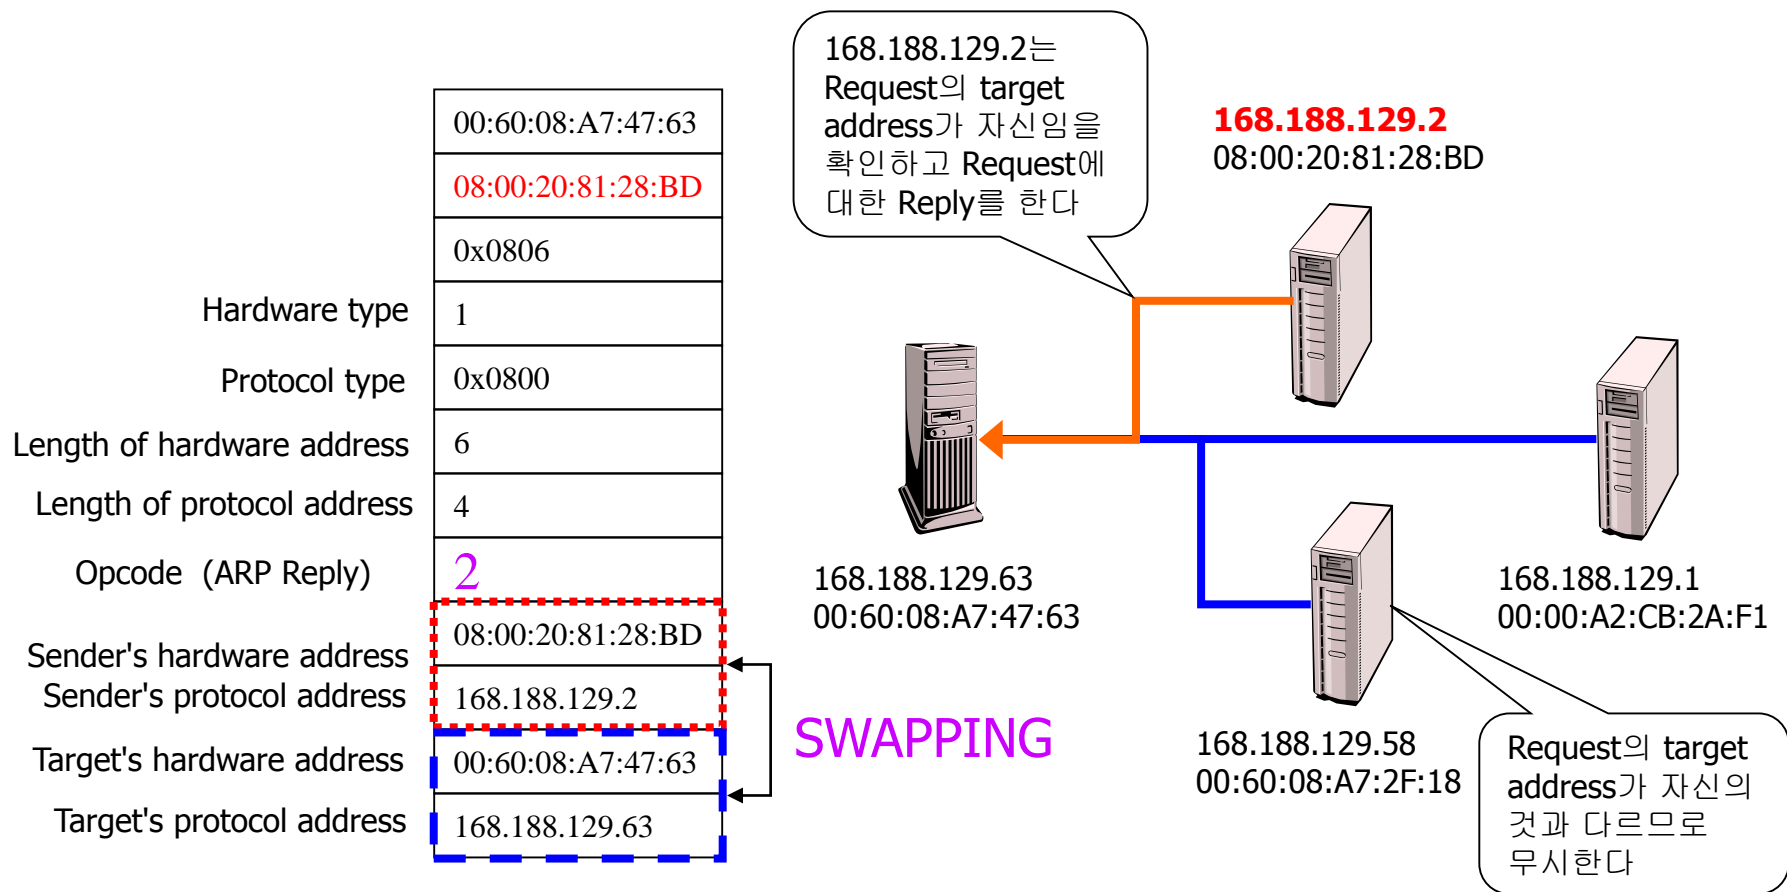 00:60:08:A7:47:63
08:00:20:81:28:BD
0x0806
Hardware type 1
Protocol type 0x0800
Length of hardware address 6
Length of protocol address 4
Opcode (ARP Reply) 2
Sender's hardware address 08:00:20:81:28:BD
Sender's protocol address 168.188.129.2
Target's hardware address 00:60:08:A7:47:63
Target's protocol address 168.188.129.63
SWAPPING
168.188.129.2는
Request의 target
address가 자신임을
확인하고 Request에
대한 Reply를 한다
168.188.129.2
08:00:20:81:28:BD
168.188.129.63
00:60:08:A7:47:63
168.188.129.1
00:00:A2:CB:2A:F1
168.188.129.58
00:60:08:A7:2F:18
Request의 target
address가 자신의
것과 다르므로
무시한다